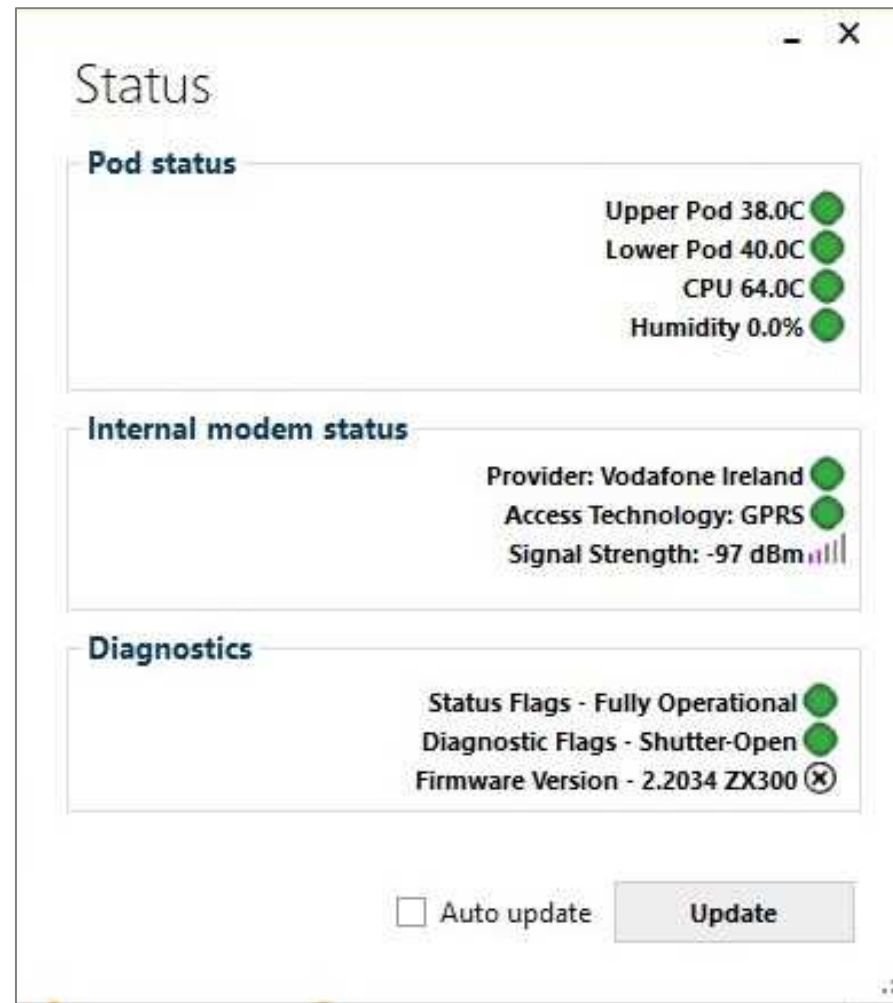 Status
Pod status
Upper Pod 38.0C
Lower Pod 40.0C
CPU 64.0C
Humidity 0.0%
Internal modem status
Provider: Vodafone Ireland
Access Technology: GPRS
Signal Strength: -97 dBm
Diagnostics
Status Flags - Fully Operational
Diagnostic Flags - Shutter-Open
Firmware Version - 2.2034 ZX300
Auto update
Update